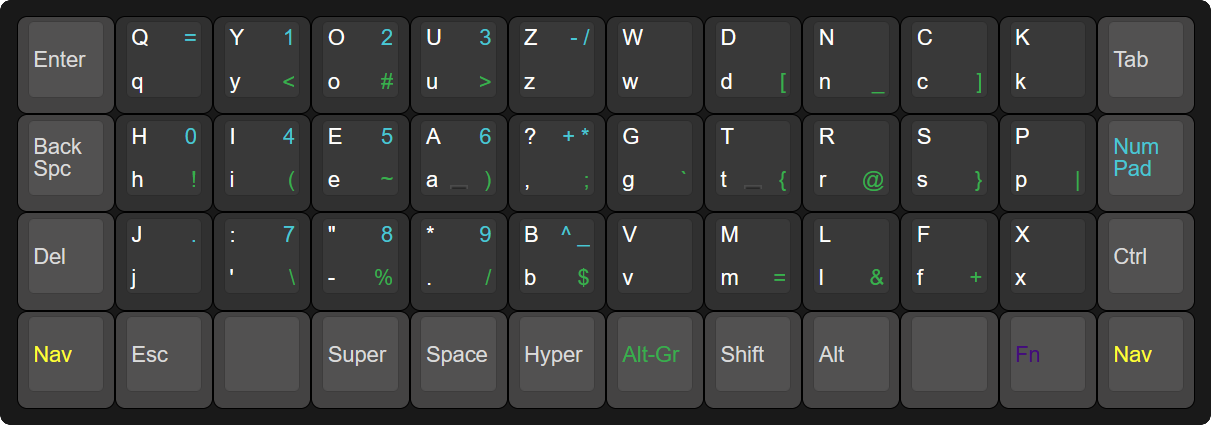 Enter Q = Y 1 O 2 U 3 Z - / W D N C K Tab
q y < o # u > z w d [ n _ c ] k
Back Spc H 0 I 4 E 5 A 6 ? + * G T R S P Num Pad
h ! i ( e ~ a ) , ; g ` t { r @ s } p |
Del J . : 7 " 8 * 9 B ^ _ V M L F X Ctrl
j ' \ - % . / b $ v m = l & f + x
Nav Esc Super Space Hyper Alt-Gr Shift Alt Fn Nav